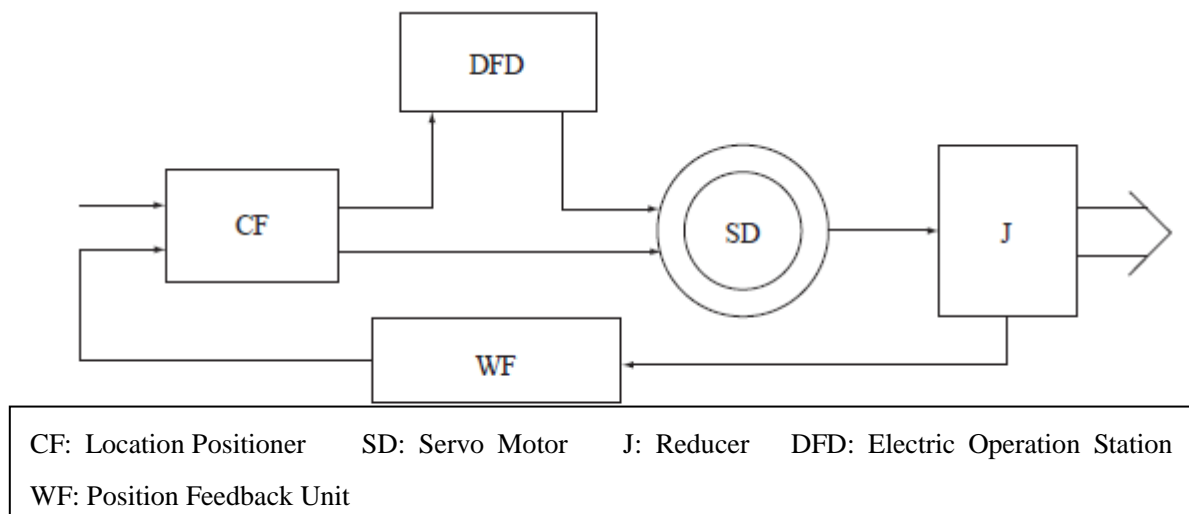 DFD
CF
SD
J
WF
CF: Location Positioner SD: Servo Motor J: Reducer DFD: Electric Operation Station
WF: Position Feedback Unit